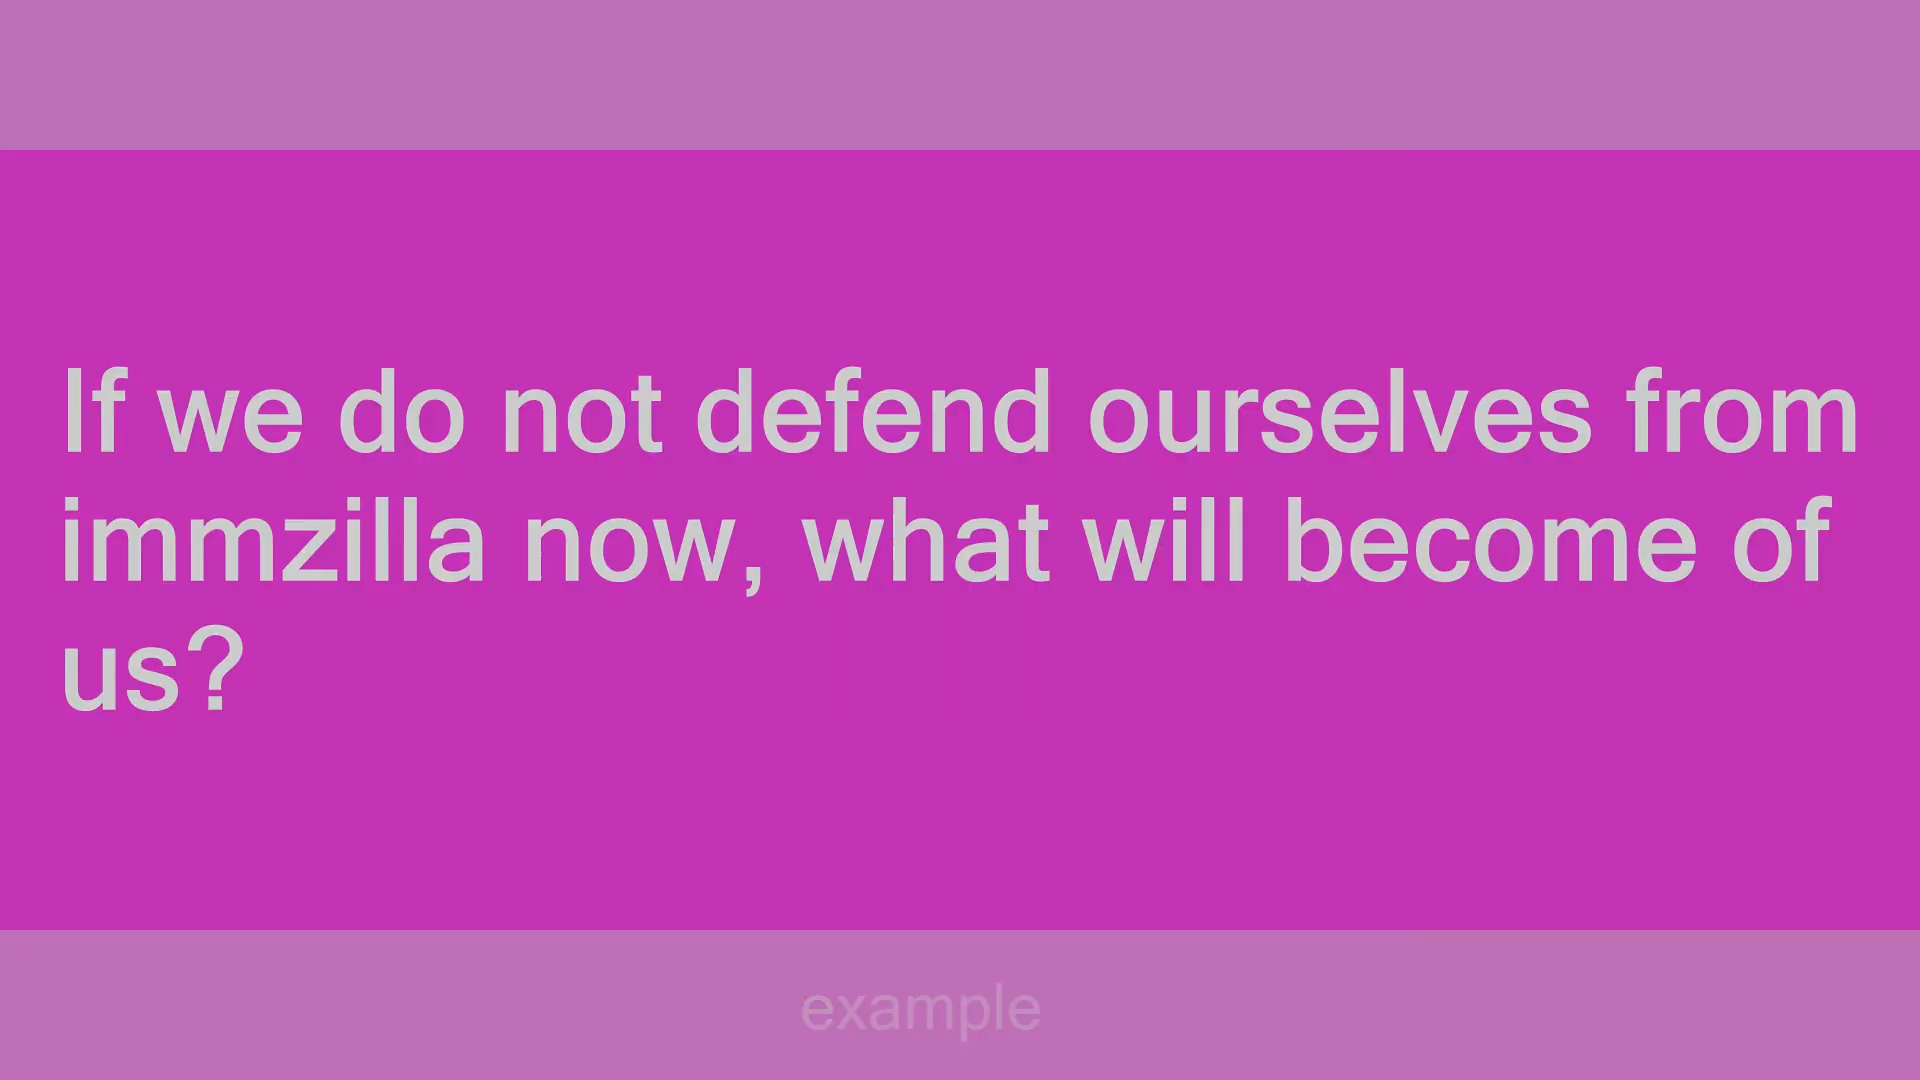 If we do not defend ourselves from
immzilla now, what will become of
us?
example